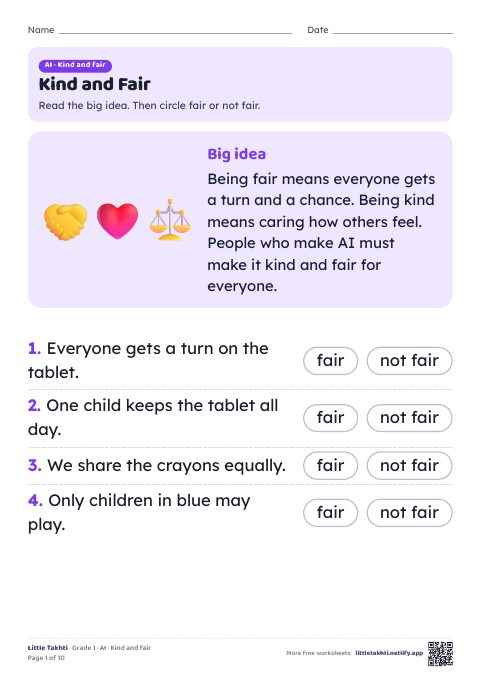 Name Date
AI · Kind and fair
Kind and Fair
Read the big idea. Then circle fair or not fair.
Big idea
Being fair means everyone gets
a turn and a chance. Being kind
means caring how others feel.
People who make AI must
make it kind and fair for
everyone.
1. Everyone gets a turn on the
tablet.
fair not fair
2. One child keeps the tablet all
day.
fair not fair
3. We share the crayons equally. fair not fair
4. Only children in blue may
play.
fair not fair
Little Takhti · Grade 1 · AI · Kind and fair
Page 1 of 10
More free worksheets · littletakhti.netlify.app